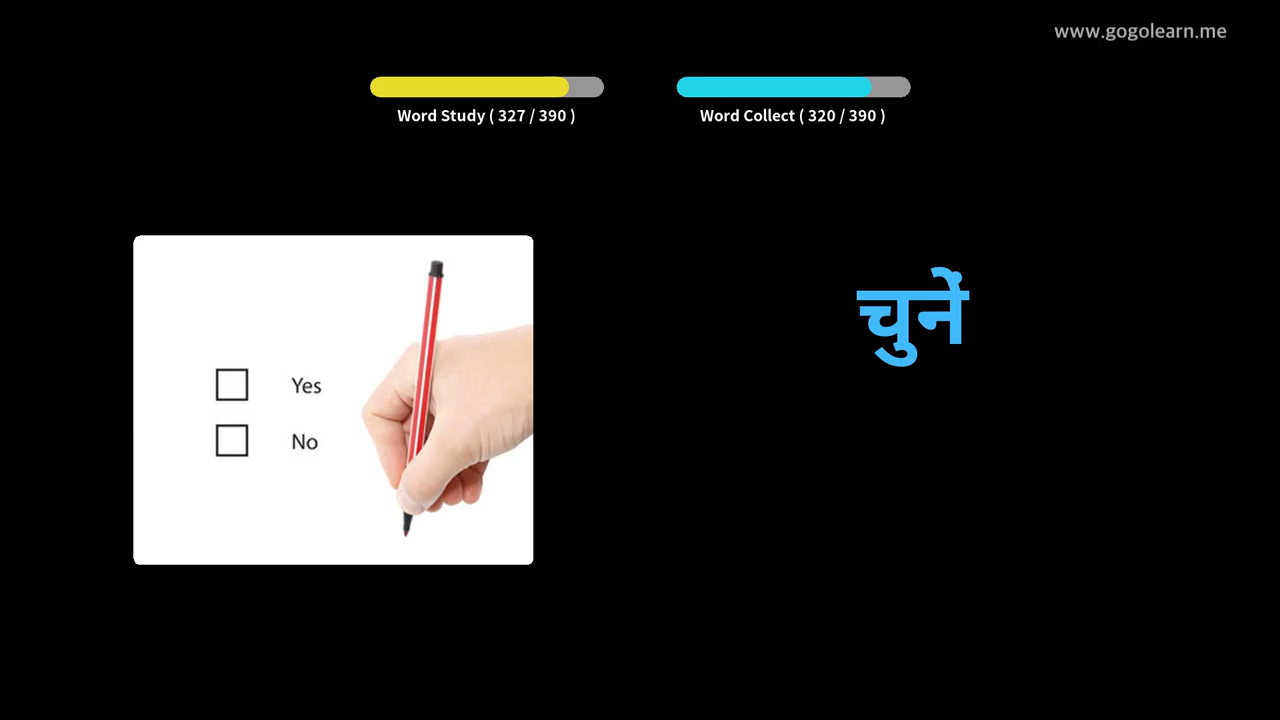 www.gogolearn.me
Word Study ( 327 / 390 )
Word Collect ( 320 / 390 )
चुनें
Yes
No